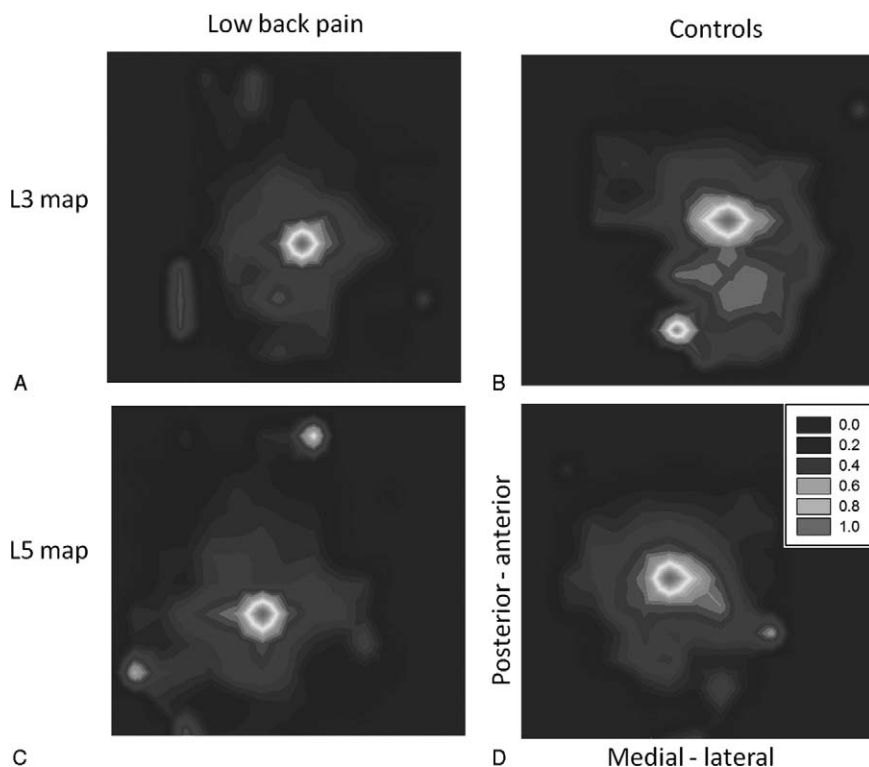 Low back pain
Controls
L3 map
A
B
L5 map
Posterior - anterior
0.0
0.2
0.4
0.6
0.8
1.0
C
D
Medial - lateral